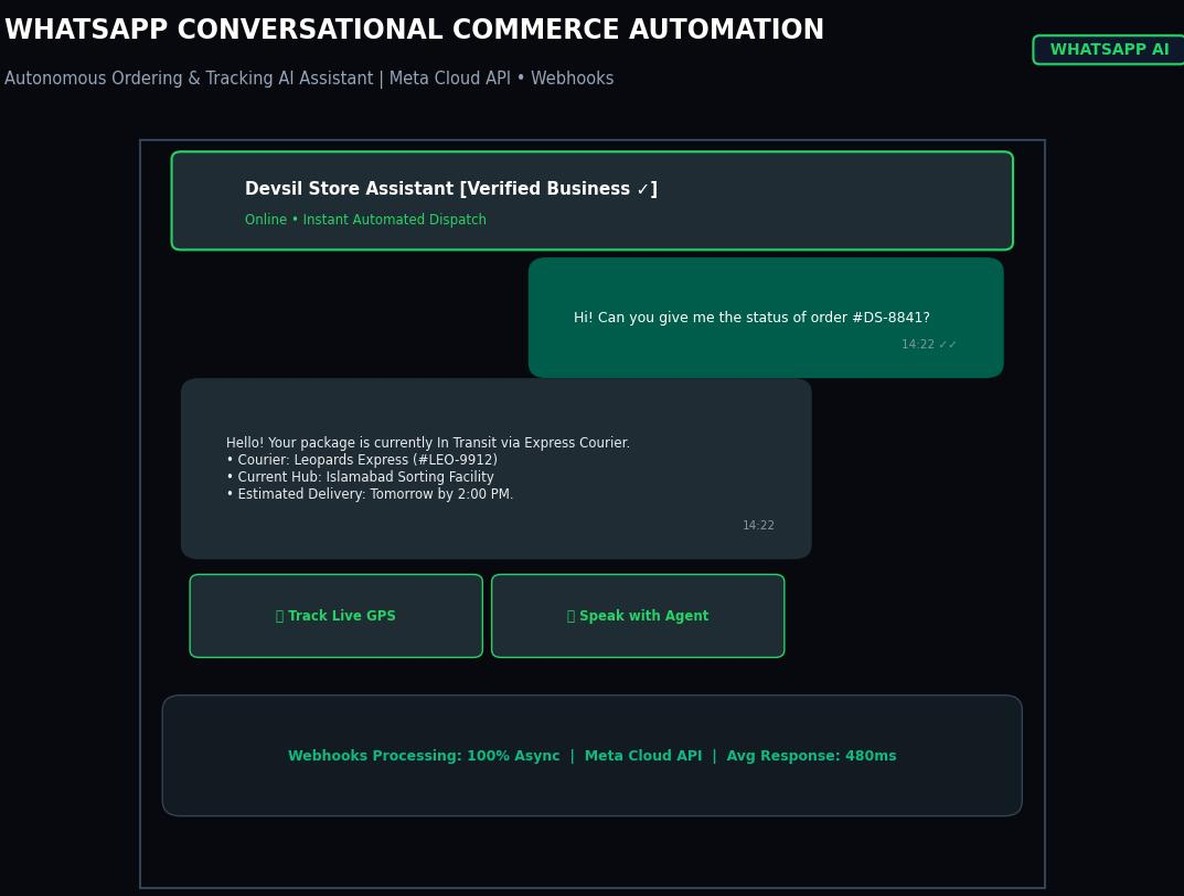 WHATSAPP CONVERSATIONAL COMMERCE AUTOMATION
WHATSAPP AI
Autonomous Ordering & Tracking AI Assistant | Meta Cloud API • Webhooks
Devsil Store Assistant [Verified Business ✓]
Online • Instant Automated Dispatch
Hi! Can you give me the status of order #DS-8841?
14:22 ✓✓
Hello! Your package is currently In Transit via Express Courier.
• Courier: Leopards Express (#LEO-9912)
• Current Hub: Islamabad Sorting Facility
• Estimated Delivery: Tomorrow by 2:00 PM.
14:22
Track Live GPS
Speak with Agent
Webhooks Processing: 100% Async | Meta Cloud API | Avg Response: 480ms